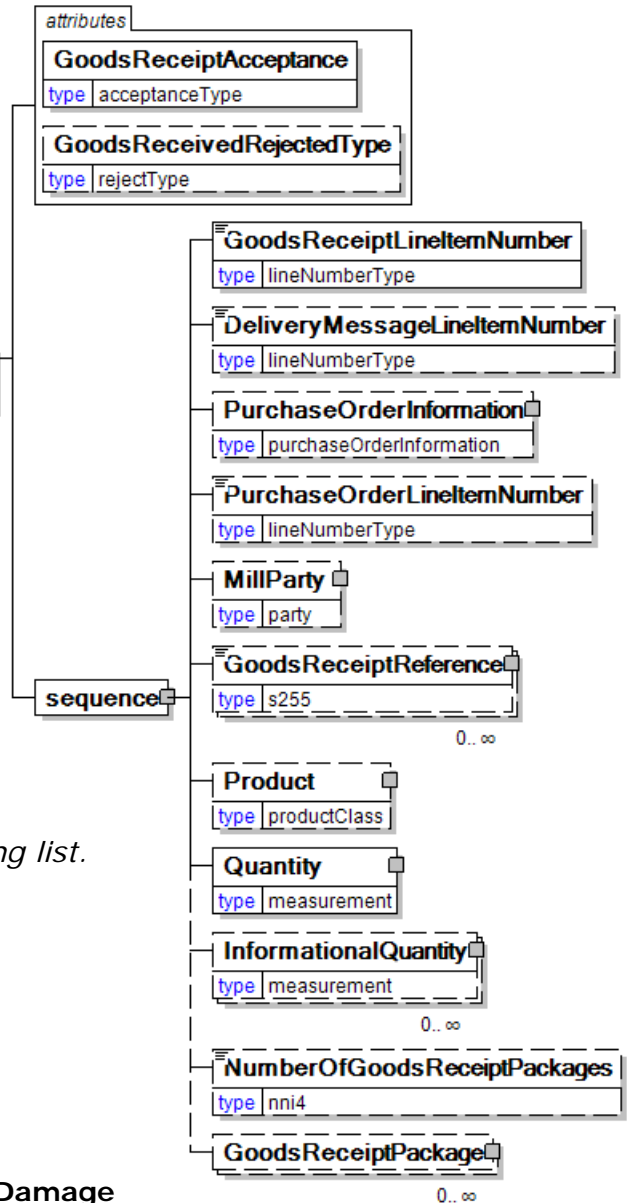 attributes
GoodsReceiptAcceptance
type acceptanceType
GoodsReceivedRejectedType
type rejectType
GoodsReceiptLineItemNumber
type lineNumberType
DeliveryMessageLineItemNumber
type lineNumberType
PurchaseOrderInformation
type purchaseOrderInformation
PurchaseOrderLineItemNumber
type lineNumberType
MillParty
type party
GoodsReceiptReference
sequence
type s255
0.. ∞
Product
type productClass
ng list.
Quantity
type measurement
InformationalQuantity
type measurement
0.. ∞
NumberOfGoodsReceiptPackages
type nni4
GoodsReceiptPackage
Damage
0.. ∞